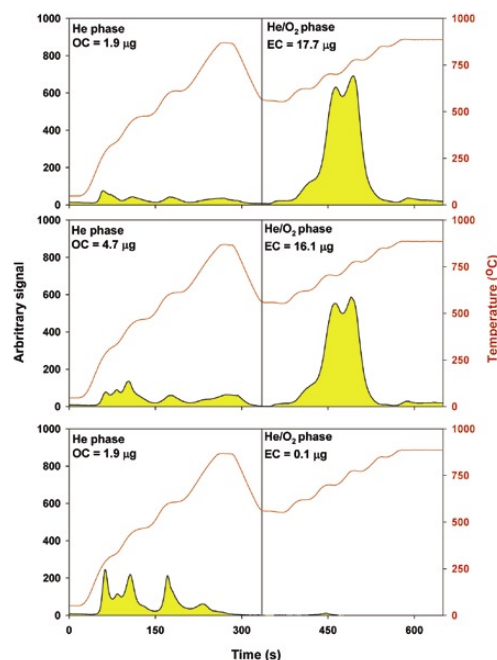 1000
800
600
400
200
0
He phase
OC = 1.9 µg
He/O2 phase
EC = 17.7 µg
1000
750
500
250
0
1000
800
600
400
200
0
He phase
OC = 4.7 µg
He/O2 phase
EC = 16.1 µg
1000
750
500
250
0
1000
800
600
400
200
0
He phase
OC = 1.9 µg
He/O2 phase
EC = 0.1 µg
1000
750
500
250
0
0
150
300
450
600
Time (s)
Arbritrary signal
Temperature (°C)